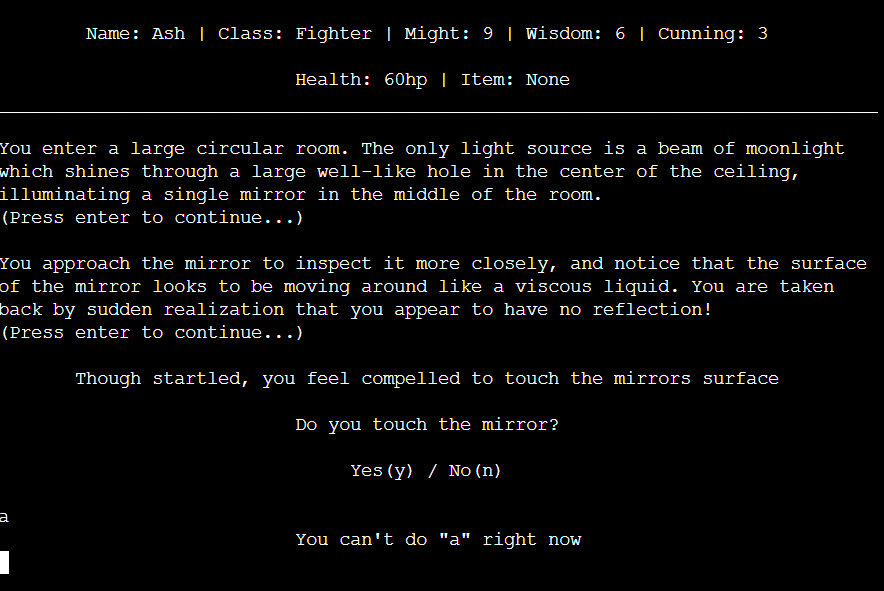 Name: Ash | Class: Fighter | Might: 9 | Wisdom: 6 | Cunning: 3
Health: 60hp | Item: None
You enter a large circular room. The only light source is a beam of moonlight
which shines through a large well-like hole in the center of the ceiling,
illuminating a single mirror in the middle of the room.
(Press enter to continue...)
You approach the mirror to inspect it more closely, and notice that the surface
of the mirror looks to be moving around like a viscous liquid. You are taken
back by sudden realization that you appear to have no reflection!
(Press enter to continue...)
Though startled, you feel compelled to touch the mirrors surface
Do you touch the mirror?
Yes(y) / No(n)
a
You can't do "a" right now